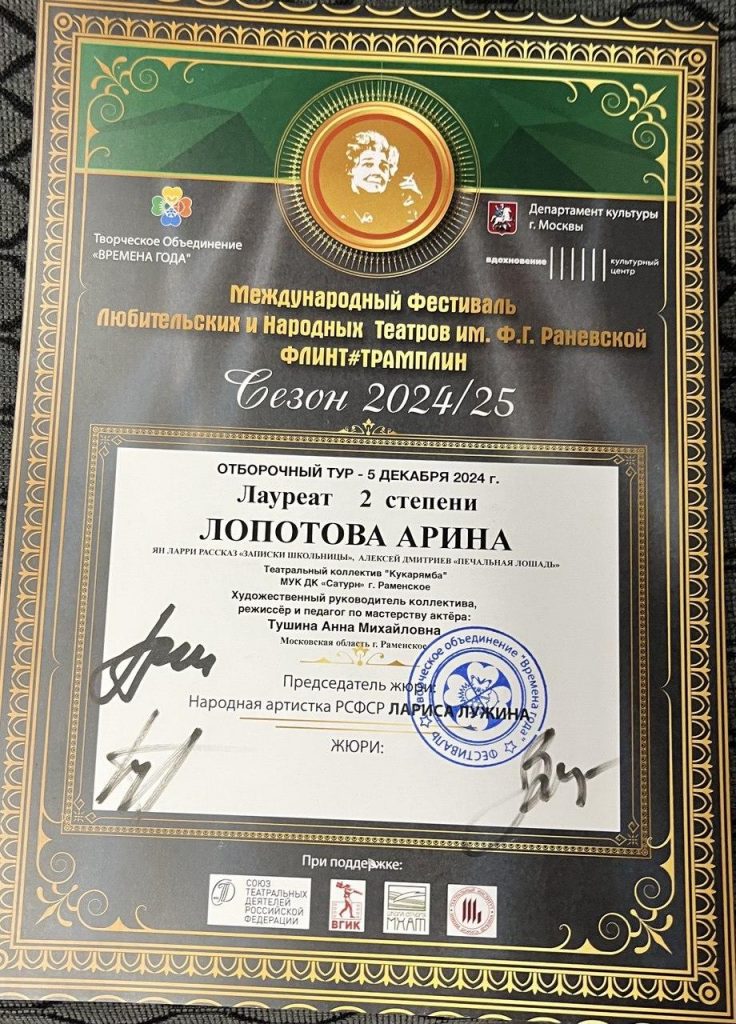 Творческое Объединение
«ВРЕМЕНА ГОДА"
Департамент культуры
г. Москвы
вдохновение
культурный
центр
Международный Фестиваль
Любительских и Народных Театров им. Ф.Г. Раневской
ФЛИНТ#ТРАМПЛИН
Сезон 2024/25
ОТБОРОЧНЫЙ ТУР - 5 ДЕКАБРЯ 2024 г.
Лауреат 2 степени
ЛОПОТОВА АРИНА
ЯН ЛАРРИ РАССКАЗ «ЗАПИСКИ ШКОЛЬНИЦЫ», АЛЕКСЕЙ ДМИТРИЕВ «ПЕЧАЛЬНАЯ ЛОШАДЬ»
Театральный коллектив "Кукарямба"
МУК ДК «Сатурн» г. Раменское
Художественный руководитель коллектива,
режиссёр и педагог по мастерству актёра:
Тушина Анна Михайловна
Московская область г. Раменское
Председатель жюри:
Народная артистка РСФСР ЛАРИСА ЛУЖИНА
ЖЮРИ:
Творческое объединение "Времена года"
ФЕСТИВАЛЬ
При поддержке:
СОЮЗ
ТЕАТРАЛЬНЫХ
ДЕЯТЕЛЕЙ
РОССИЙСКОЙ
ФЕДЕРАЦИИ
ВГИК
МХАТ